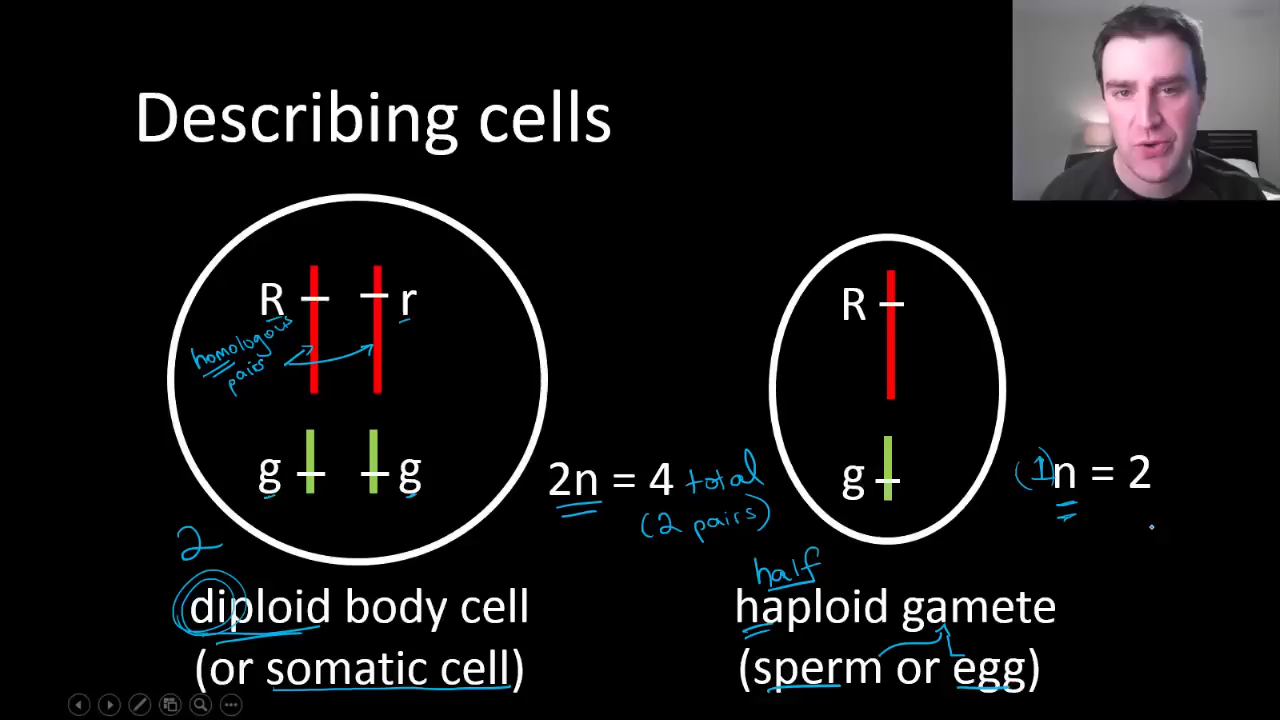 Describing cells
R r
homologous
pairs
g g
2n = 4 total
(2 pairs)
2
diploid body cell
(or somatic cell)
R
g
(1)n = 2
half
haploid gamete
(sperm or egg)